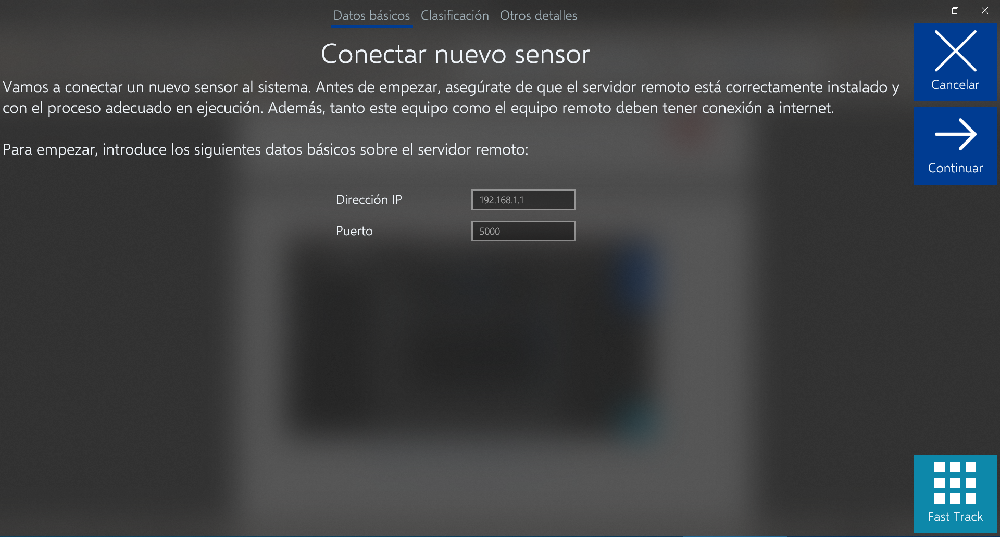 Datos básicos Clasificación Otros detalles
Conectar nuevo sensor
Vamos a conectar un nuevo sensor al sistema. Antes de empezar, asegúrate de que el servidor remoto está correctamente instalado y
con el proceso adecuado en ejecución. Además, tanto este equipo como el equipo remoto deben tener conexión a internet.
Para empezar, introduce los siguientes datos básicos sobre el servidor remoto:
Dirección IP 192.168.1.1
Puerto 5000
Cancelar
Continuar
Fast Track